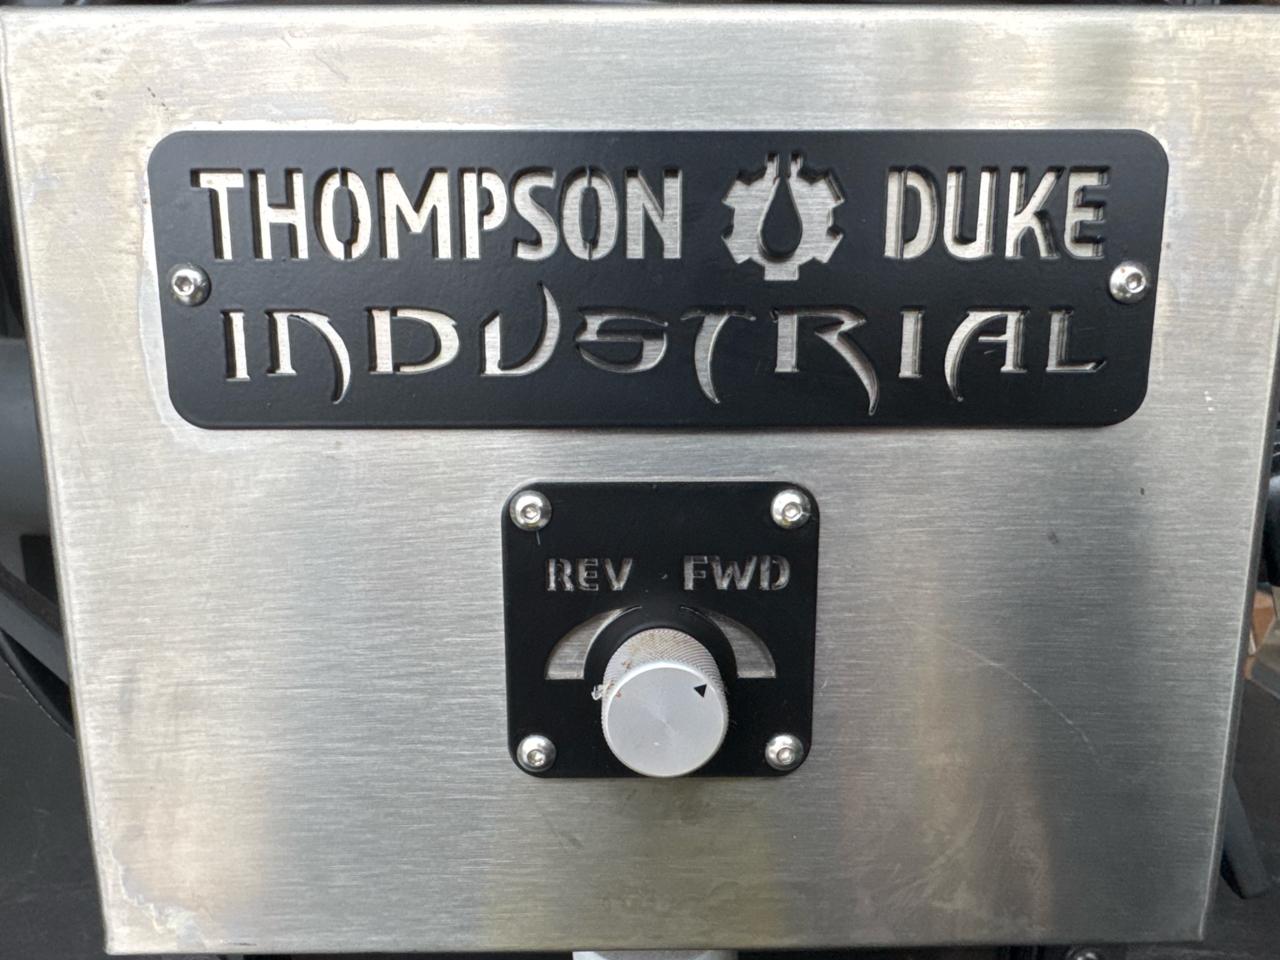 THOMPSON DUKE
INDUSTRIAL
REV FWD